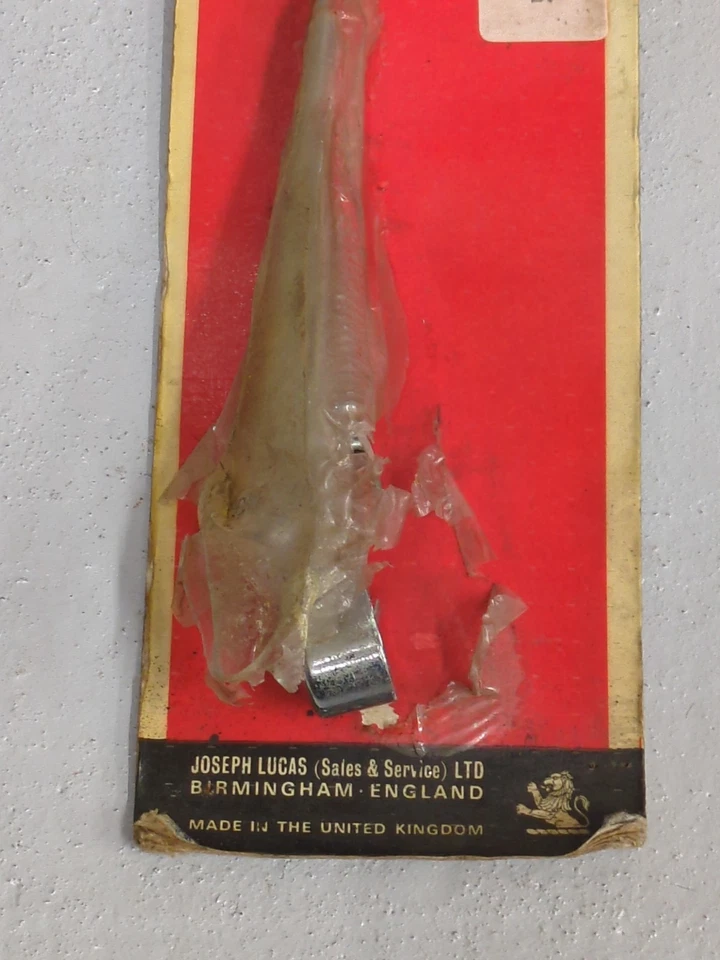 JOSEPH LUCAS (Sales & Service) LTD
BIRMINGHAM · ENGLAND
MADE IN THE UNITED KINGDOM